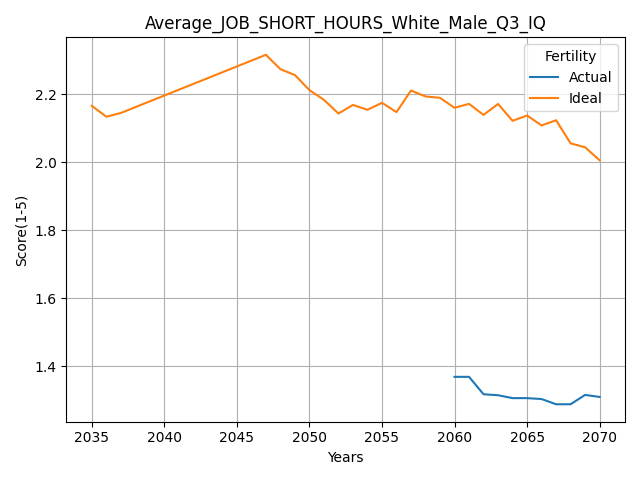 Average_JOB_SHORT_HOURS_White_Male_Q3_IQ
Fertility
Actual
Ideal
Score(1-5)
2.2
2.0
1.8
1.6
1.4
2035 2040 2045 2050 2055 2060 2065 2070
Years